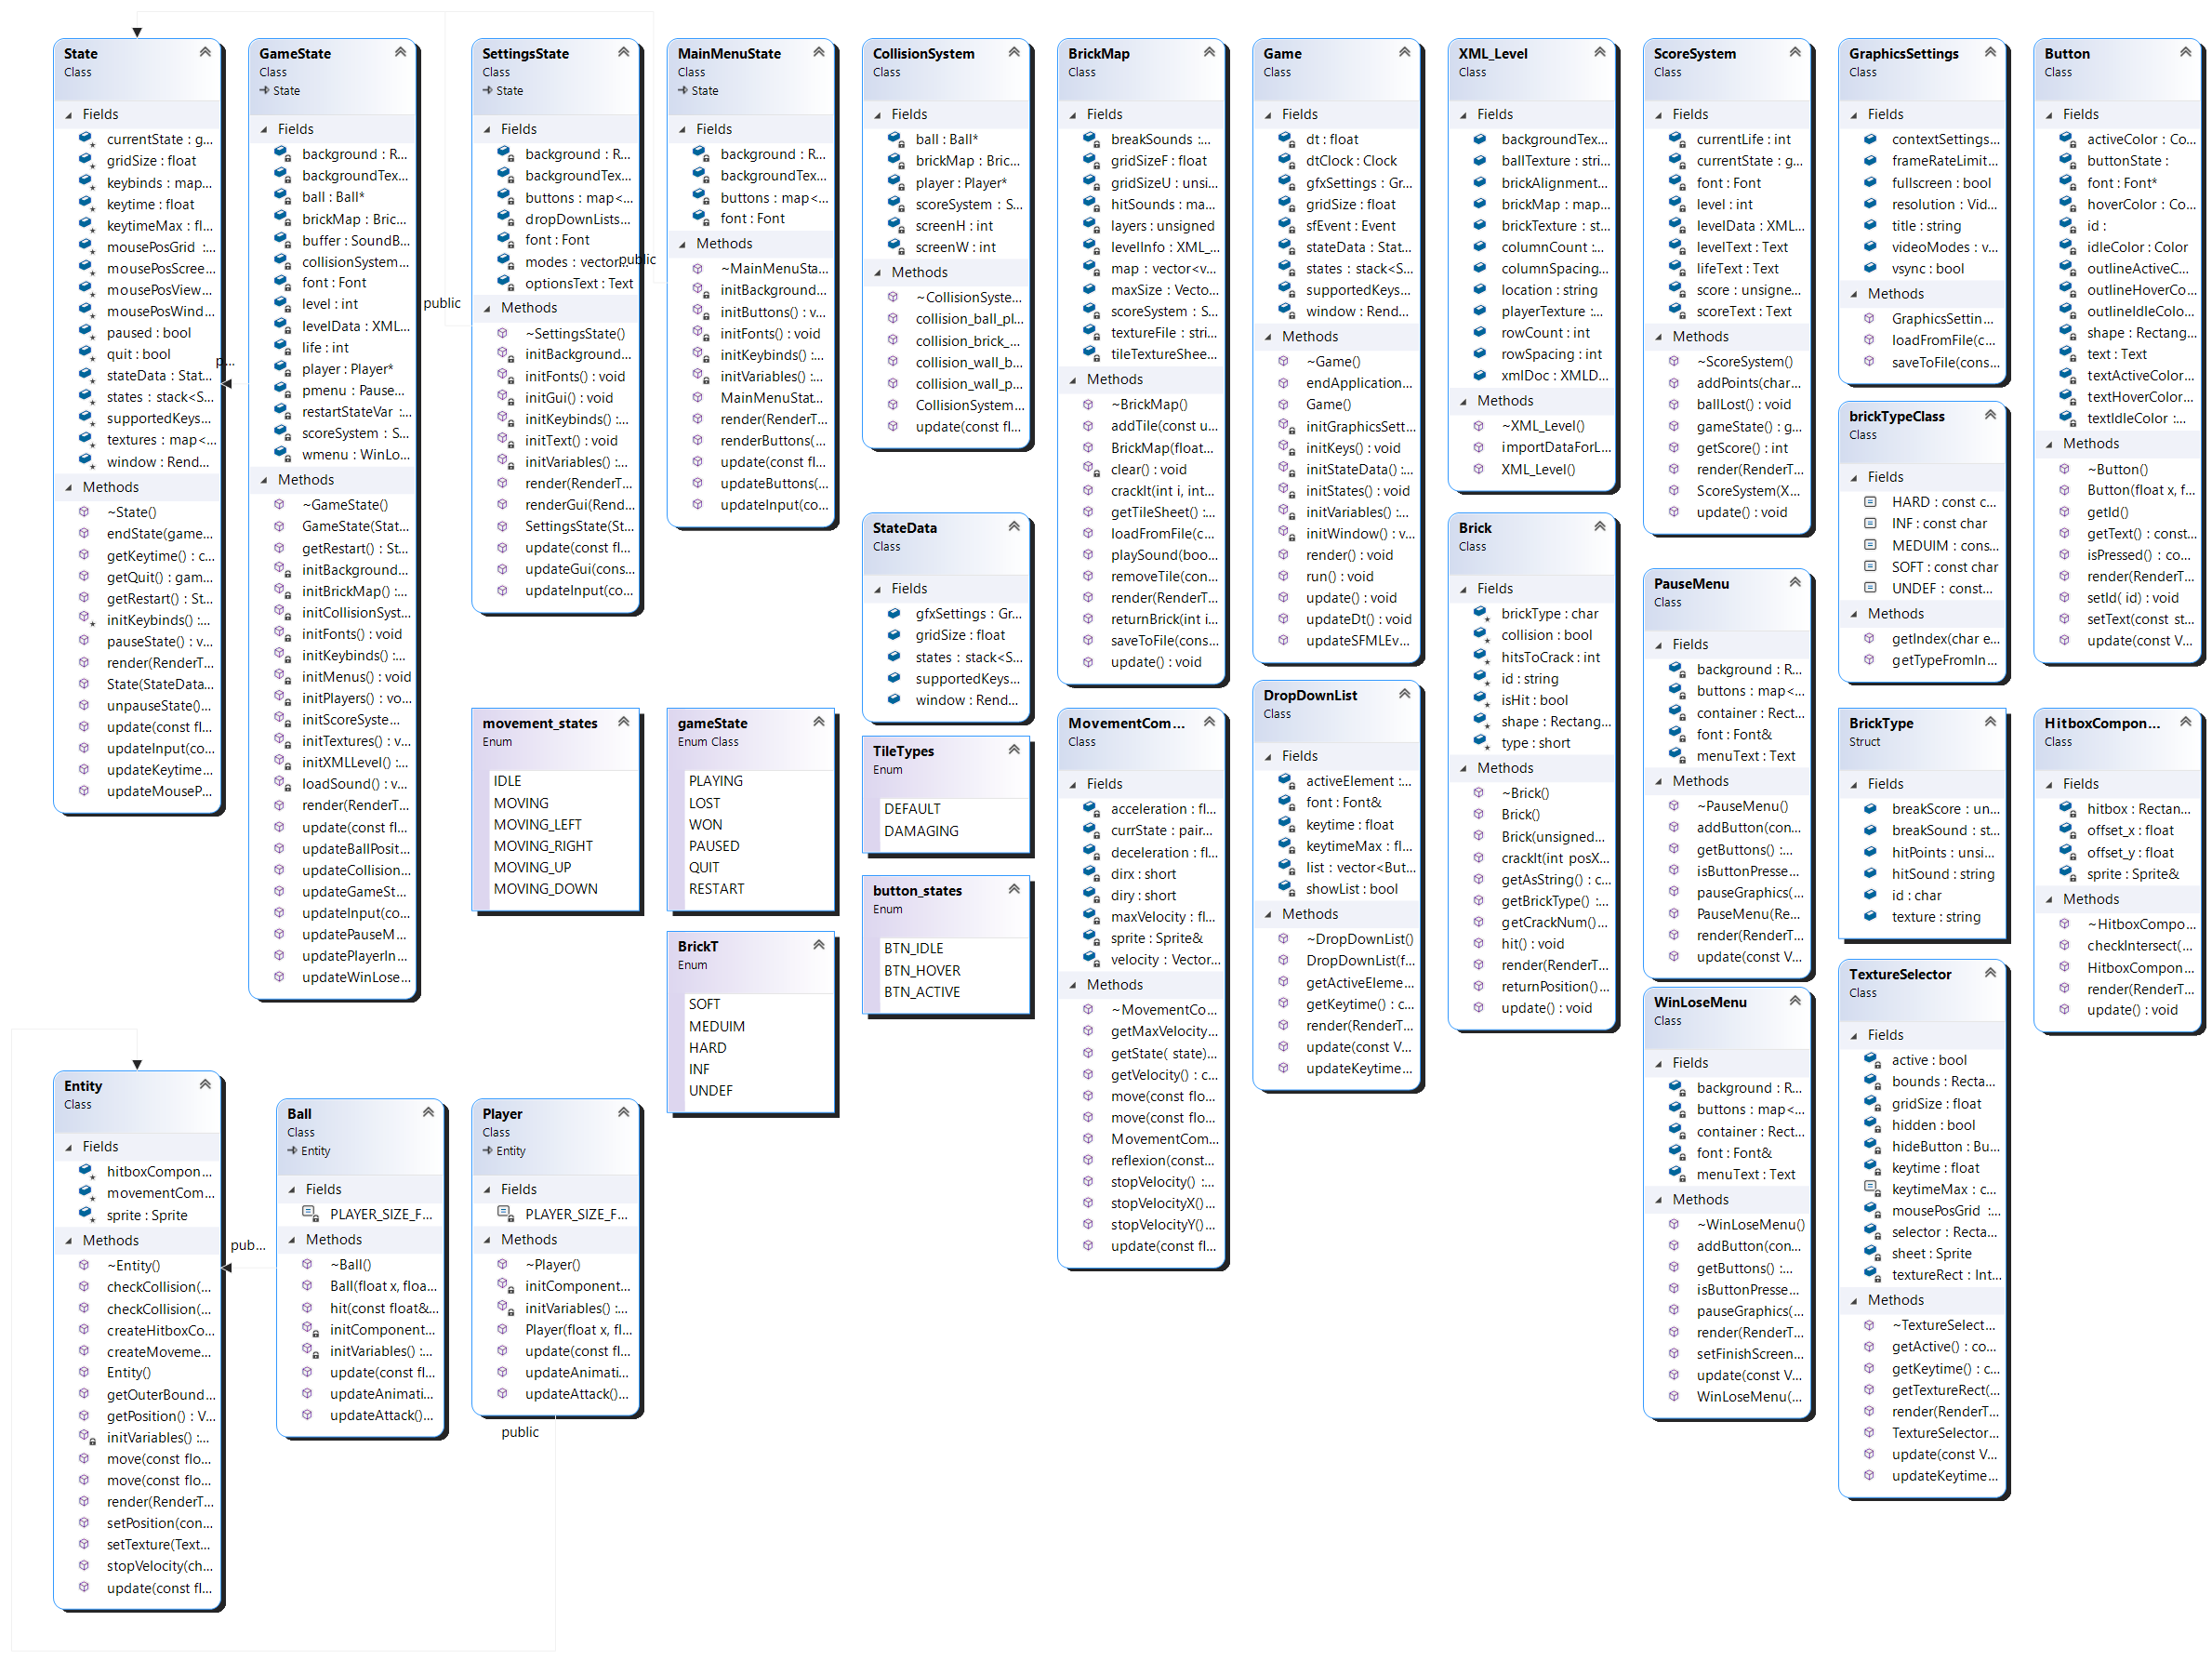 State
Class
Fields
currentState : g...
gridSize : float
keybinds : map...
keytime : float
keytimeMax : fl...
mousePosGrid :...
mousePosScree...
mousePosView...
mousePosWind...
paused : bool
quit : bool
stateData : Stat...
states : stack<S...
supportedKeys...
textures : map<...
window : Rend...
Methods
~State()
endState(game...
getKeytime() : c...
getQuit() : gam...
getRestart() : St...
initKeybinds() :...
pauseState() : v...
render(RenderT...
State(StateData...
unpauseState()...
update(const fl...
updateInput(co...
updateKeytime...
updateMouseP...
p...
GameState
Class
State
Fields
background : R...
backgroundTex...
ball : Ball*
brickMap : Bric...
buffer : SoundB...
collisionSystem...
font : Font
level : int
levelData : XML...
life : int
player : Player*
pmenu : Pause...
restartStateVar :...
scoreSystem : S...
wmenu : WinLo...
Methods
~GameState()
GameState(Stat...
getRestart() : St...
initBackground...
initBrickMap() :...
initCollisionSyst...
initFonts() : void
initKeybinds() :...
initMenus() : void
initPlayers() : vo...
initScoreSyste...
initTextures() : v...
initXMLLevel() :...
loadSound() : v...
render(RenderT...
update(const fl...
updateBallPosit...
updateCollision...
updateGameSt...
updateInput(co...
updatePauseM...
updatePlayerIn...
updateWinLose...
public
SettingsState
Class
State
Fields
background : R...
backgroundTex...
buttons : map<...
dropDownLists...
font : Font
modes : vector...
optionsText : Text
Methods
~SettingsState()
initBackground...
initFonts() : void
initGui() : void
initKeybinds() :...
initText() : void
initVariables() :...
render(RenderT...
renderGui(Rend...
SettingsState(St...
update(const fl...
updateGui(cons...
updateInput(co...
public
MainMenuState
Class
State
Fields
background : R...
backgroundTex...
buttons : map<...
font : Font
Methods
~MainMenuSta...
initBackground...
initButtons() : v...
initFonts() : void
initKeybinds() :...
initVariables() :...
MainMenuStat...
render(RenderT...
renderButtons(...
update(const fl...
updateButtons(...
updateInput(co...
CollisionSystem
Class
Fields
ball : Ball*
brickMap : Bric...
player : Player*
scoreSystem : S...
screenH : int
screenW : int
Methods
~CollisionSyste...
collision_ball_pl...
collision_brick_...
collision_wall_b...
collision_wall_p...
CollisionSystem...
update(const fl...
BrickMap
Class
Fields
breakSounds :...
gridSizeF : float
gridSizeU : unsi...
hitSounds : ma...
layers : unsigned
levelInfo : XML_...
map : vector<v...
maxSize : Vecto...
scoreSystem : S...
textureFile : stri...
tileTextureShee...
Methods
~BrickMap()
addTile(const u...
BrickMap(float...
clear() : void
crackIt(int i, int...
getTileSheet() :...
loadFromFile(c...
playSound(boo...
removeTile(con...
render(RenderT...
returnBrick(int i...
saveToFile(cons...
update() : void
Game
Class
Fields
dt : float
dtClock : Clock
gfxSettings : Gr...
gridSize : float
sfEvent : Event
stateData : Stat...
states : stack<S...
supportedKeys...
window : Rend...
Methods
~Game()
endApplication...
Game()
initGraphicsSett...
initKeys() : void
initStateData() :...
initStates() : void
initVariables() :...
initWindow() : v...
render() : void
run() : void
update() : void
updateDt() : void
updateSFMLEv...
XML_Level
Class
Fields
backgroundTex...
ballTexture : stri...
brickAlignment...
brickMap : map...
brickTexture : st...
columnCount :...
columnSpacing...
location : string
playerTexture :...
rowCount : int
rowSpacing : int
xmlDoc : XMLD...
Methods
~XML_Level()
importDataForL...
XML_Level()
ScoreSystem
Class
Fields
currentLife : int
currentState : g...
font : Font
level : int
levelData : XML...
levelText : Text
lifeText : Text
score : unsigne...
scoreText : Text
Methods
~ScoreSystem()
addPoints(char...
ballLost() : void
gameState() : g...
getScore() : int
render(RenderT...
ScoreSystem(X...
update() : void
GraphicsSettings
Class
Fields
contextSettings...
frameRateLimit...
fullscreen : bool
resolution : Vid...
title : string
videoModes : v...
vsync : bool
Methods
GraphicsSettin...
loadFromFile(c...
saveToFile(cons...
Button
Class
Fields
activeColor : Co...
buttonState :
font : Font*
hoverColor : Co...
id :
idleColor : Color
outlineActiveC...
outlineHoverCo...
outlineIdleColo...
shape : Rectang...
text : Text
textActiveColor...
textHoverColor...
textIdleColor :...
Methods
~Button()
Button(float x, f...
getId()
getText() : const...
isPressed() : co...
render(RenderT...
setId( id) : void
setText(const st...
update(const V...
brickTypeClass
Class
Fields
HARD : const c...
INF : const char
MEDUIM : cons...
SOFT : const char
UNDEF : const...
Methods
getIndex(char e...
getTypeFromIn...
StateData
Class
Fields
gfxSettings : Gr...
gridSize : float
states : stack<S...
supportedKeys...
window : Rend...
Brick
Class
Fields
brickType : char
collision : bool
hitsToCrack : int
id : string
isHit : bool
shape : Rectang...
type : short
Methods
~Brick()
Brick()
Brick(unsigned...
crackIt(int posX...
getAsString() : c...
getBrickType() :...
getCrackNum()...
hit() : void
render(RenderT...
returnPosition()...
update() : void
PauseMenu
Class
Fields
background : R...
buttons : map<...
container : Rect...
font : Font&
menuText : Text
Methods
~PauseMenu()
addButton(con...
getButtons() :...
isButtonPresse...
pauseGraphics(...
PauseMenu(Re...
render(RenderT...
update(const V...
movement_states
Enum
IDLE
MOVING
MOVING_LEFT
MOVING_RIGHT
MOVING_UP
MOVING_DOWN
gameState
Enum Class
PLAYING
LOST
WON
PAUSED
QUIT
RESTART
TileTypes
Enum
DEFAULT
DAMAGING
button_states
Enum
BTN_IDLE
BTN_HOVER
BTN_ACTIVE
BrickT
Enum
SOFT
MEDUIM
HARD
INF
UNDEF
MovementCom...
Class
Fields
acceleration : fl...
currState : pair...
deceleration : fl...
dirx : short
diry : short
maxVelocity : fl...
sprite : Sprite&
velocity : Vector...
Methods
~MovementCo...
getMaxVelocity...
getState( state)...
getVelocity() : c...
move(const flo...
move(const flo...
MovementCom...
reflexion(const...
stopVelocity() :...
stopVelocityX()...
stopVelocityY()...
update(const fl...
DropDownList
Class
Fields
activeElement :...
font : Font&
keytime : float
keytimeMax : fl...
list : vector<But...
showList : bool
Methods
~DropDownList()
DropDownList(f...
getActiveEleme...
getKeytime() : c...
render(RenderT...
update(const V...
updateKeytime...
BrickType
Struct
Fields
breakScore : un...
breakSound : st...
hitPoints : unsi...
hitSound : string
id : char
texture : string
HitboxCompon...
Class
Fields
hitbox : Rectan...
offset_x : float
offset_y : float
sprite : Sprite&
Methods
~HitboxCompo...
checkIntersect(...
HitboxCompon...
render(RenderT...
update() : void
WinLoseMenu
Class
Fields
background : R...
buttons : map<...
container : Rect...
font : Font&
menuText : Text
Methods
~WinLoseMenu()
addButton(con...
getButtons() :...
isButtonPresse...
pauseGraphics(...
render(RenderT...
setFinishScreen...
update(const V...
WinLoseMenu(...
TextureSelector
Class
Fields
active : bool
bounds : Recta...
gridSize : float
hidden : bool
hideButton : Bu...
keytime : float
keytimeMax : c...
mousePosGrid :...
selector : Recta...
sheet : Sprite
textureRect : Int...
Methods
~TextureSelect...
getActive() : co...
getKeytime() : c...
getTextureRect(...
render(RenderT...
TextureSelector...
update(const V...
updateKeytime...
Entity
Class
Fields
hitboxCompon...
movementCom...
sprite : Sprite
Methods
~Entity()
checkCollision(...
checkCollision(...
createHitboxCo...
createMoveme...
Entity()
getOuterBound...
getPosition() : V...
initVariables() :...
move(const flo...
move(const flo...
render(RenderT...
setPosition(con...
setTexture(Text...
stopVelocity(ch...
update(const fl...
pub...
Ball
Class
Entity
Fields
PLAYER_SIZE_F...
Methods
~Ball()
Ball(float x, floa...
hit(const float&...
initComponent...
initVariables() :...
update(const fl...
updateAnimati...
updateAttack()...
Player
Class
Entity
Fields
PLAYER_SIZE_F...
Methods
~Player()
initComponent...
initVariables() :...
Player(float x, fl...
update(const fl...
updateAnimati...
updateAttack()...
public